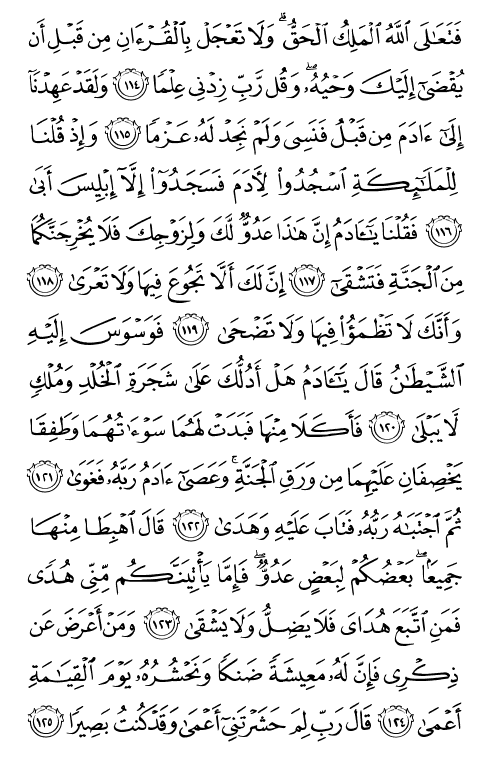 فَتَعَٰلَى ٱللَّهُ ٱلۡمَلِكُ ٱلۡحَقُّۗ وَلَا تَعۡجَلۡ بِٱلۡقُرۡءَانِ مِن قَبۡلِ أَن
يُقۡضَىٰٓ إِلَيۡكَ وَحۡيُهُۥۖ وَقُل رَّبِّ زِدۡنِي عِلۡمٗا ١١٤ وَلَقَدۡ عَهِدۡنَآ
إِلَىٰٓ ءَادَمَ مِن قَبۡلُ فَنَسِيَ وَلَمۡ نَجِدۡ لَهُۥ عَزۡمٗا ١١٥ وَإِذۡ قُلۡنَا
لِلۡمَلَٰٓئِكَةِ ٱسۡجُدُواْ لِأٓدَمَ فَسَجَدُوٓاْ إِلَّآ إِبۡلِيسَ أَبَىٰ
١١٦ فَقُلۡنَا يَٰٓـَٔادَمُ إِنَّ هَٰذَا عَدُوّٞ لَّكَ وَلِزَوۡجِكَ فَلَا يُخۡرِجَنَّكُمَا
مِنَ ٱلۡجَنَّةِ فَتَشۡقَىٰٓ ١١٧ إِنَّ لَكَ أَلَّا تَجُوعَ فِيهَا وَلَا تَعۡرَىٰ ١١٨
وَأَنَّكَ لَا تَظۡمَؤُاْ فِيهَا وَلَا تَضۡحَىٰ ١١٩ فَوَسۡوَسَ إِلَيۡهِ
ٱلشَّيۡطَٰنُ قَالَ يَٰٓـَٔادَمُ هَلۡ أَدُلُّكَ عَلَىٰ شَجَرَةِ ٱلۡخُلۡدِ وَمُلۡكٖ
لَّا يَبۡلَىٰ ١٢٠ فَأَكَلَا مِنۡهَا فَبَدَتۡ لَهُمَا سَوۡءَٰتُهُمَا وَطَفِقَا
يَخۡصِفَانِ عَلَيۡهِمَا مِن وَرَقِ ٱلۡجَنَّةِۚ وَعَصَىٰٓ ءَادَمُ رَبَّهُۥ فَغَوَىٰ ١٢١
ثُمَّ ٱجۡتَبَٰهُ رَبُّهُۥ فَتَابَ عَلَيۡهِ وَهَدَىٰ ١٢٢ قَالَ ٱهۡبِطَا مِنۡهَا
جَمِيعَۢاۖ بَعۡضُكُمۡ لِبَعۡضٍ عَدُوّٞۖ فَإِمَّا يَأۡتِيَنَّكُم مِّنِّي هُدٗى
فَمَنِ ٱتَّبَعَ هُدَايَ فَلَا يَضِلُّ وَلَا يَشۡقَىٰ ١٢٣ وَمَنۡ أَعۡرَضَ عَن
ذِكۡرِي فَإِنَّ لَهُۥ مَعِيشَةٗ ضَنكٗا وَنَحۡشُرُهُۥ يَوۡمَ ٱلۡقِيَٰمَةِ
أَعۡمَىٰ ١٢٤ قَالَ رَبِّ لِمَ حَشَرۡتَنِيٓ أَعۡمَىٰ وَقَدۡ كُنتُ بَصِيرٗا ١٢٥